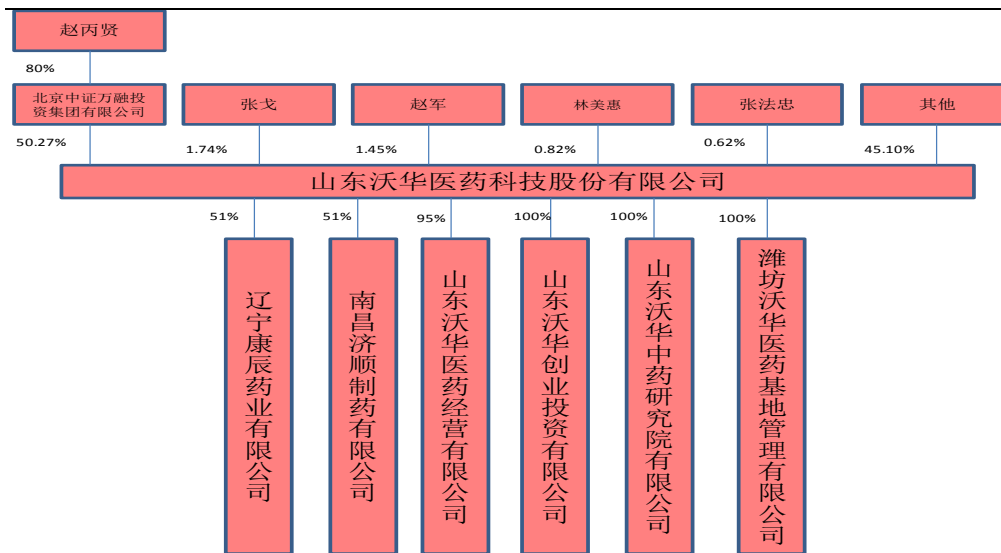 赵丙贤
80%
北京中证万融投
资集团有限公司
张戈
赵军
林美惠
张法忠
其他
50.27%
1.74%
1.45%
0.82%
0.62%
45.10%
山东沃华医药科技股份有限公司
51%
51%
95%
100%
100%
100%
辽宁康辰药业有限公司
南昌济顺制药有限公司
山东沃华医药经营有限公司
山东沃华创业投资有限公司
山东沃华中药研究院有限公司
潍坊沃华医药基地管理有限公司